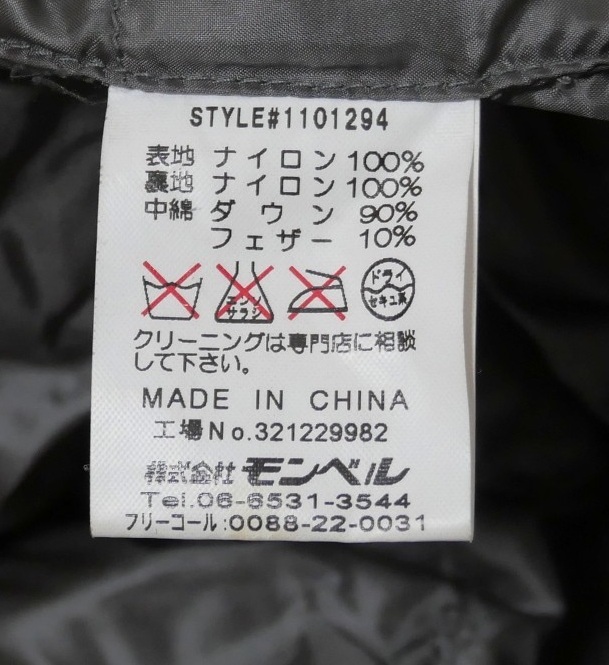 STYLE#1101294
表地 ナイロン 100%
裏地 ナイロン 100%
中綿 ダウン 90%
フェザー 10%
エンソ
サラシ
ドライ
セキユ系
クリーニングは専門店に相談
して下さい。
MADE IN CHINA
工場No.321229982
株式会社 モンベル
Tel.06-6531-3544
フリーコール:0088-22-0031